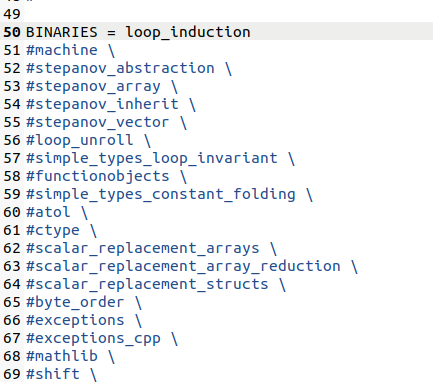 49
50 BINARIES = loop_induction
51 #machine \
52 #stepanov_abstraction \
53 #stepanov_array \
54 #stepanov_inherit \
55 #stepanov_vector \
56 #loop_unroll \
57 #simple_types_loop_invariant \
58 #functionobjects \
59 #simple_types_constant_folding \
60 #atol \
61 #ctype \
62 #scalar_replacement_arrays \
63 #scalar_replacement_array_reduction \
64 #scalar_replacement_structs \
65 #byte_order \
66 #exceptions \
67 #exceptions_cpp \
68 #mathlib \
69 #shift \